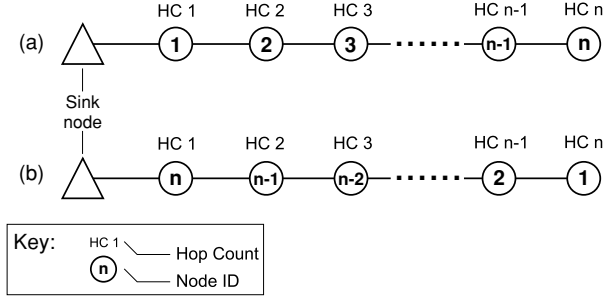 HC 1 HC 2 HC 3 HC n-1 HC n
(a) 1 2 3 ...... n-1 n
Sink
node
HC 1 HC 2 HC 3 HC n-1 HC n
(b) n n-1 n-2 ...... 2 1
Key: HC 1 Hop Count
n Node ID